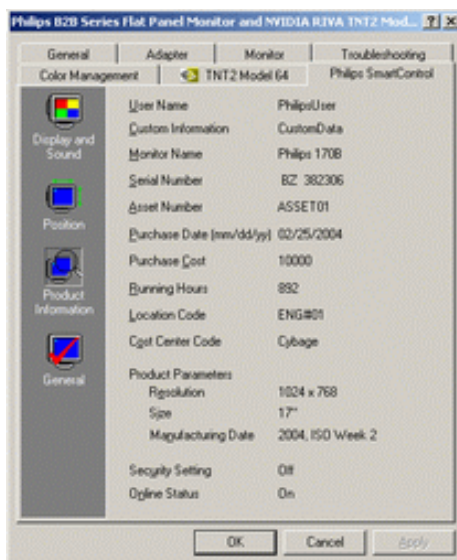 Philips B2B Series Flat Panel Monitor and NVIDIA RIVA TNT2 Mod...
General Adapter Monitor Troubleshooting
Color Management TNT2 Model 64 Philips SmartControl
Display and Sound
Position
Product Information
General
User Name PhilipsUser
Custom Information CustomData
Monitor Name Philips 170B
Serial Number BZ 382306
Asset Number ASSET01
Purchase Date (mm/dd/yy) 02/25/2004
Purchase Cost 10000
Running Hours 892
Location Code ENG#01
Cost Center Code Cybage
Product Parameters
Resolution 1024 x 768
Size 17"
Manufacturing Date 2004, ISO Week 2
Security Setting Off
Online Status On
OK Cancel Apply